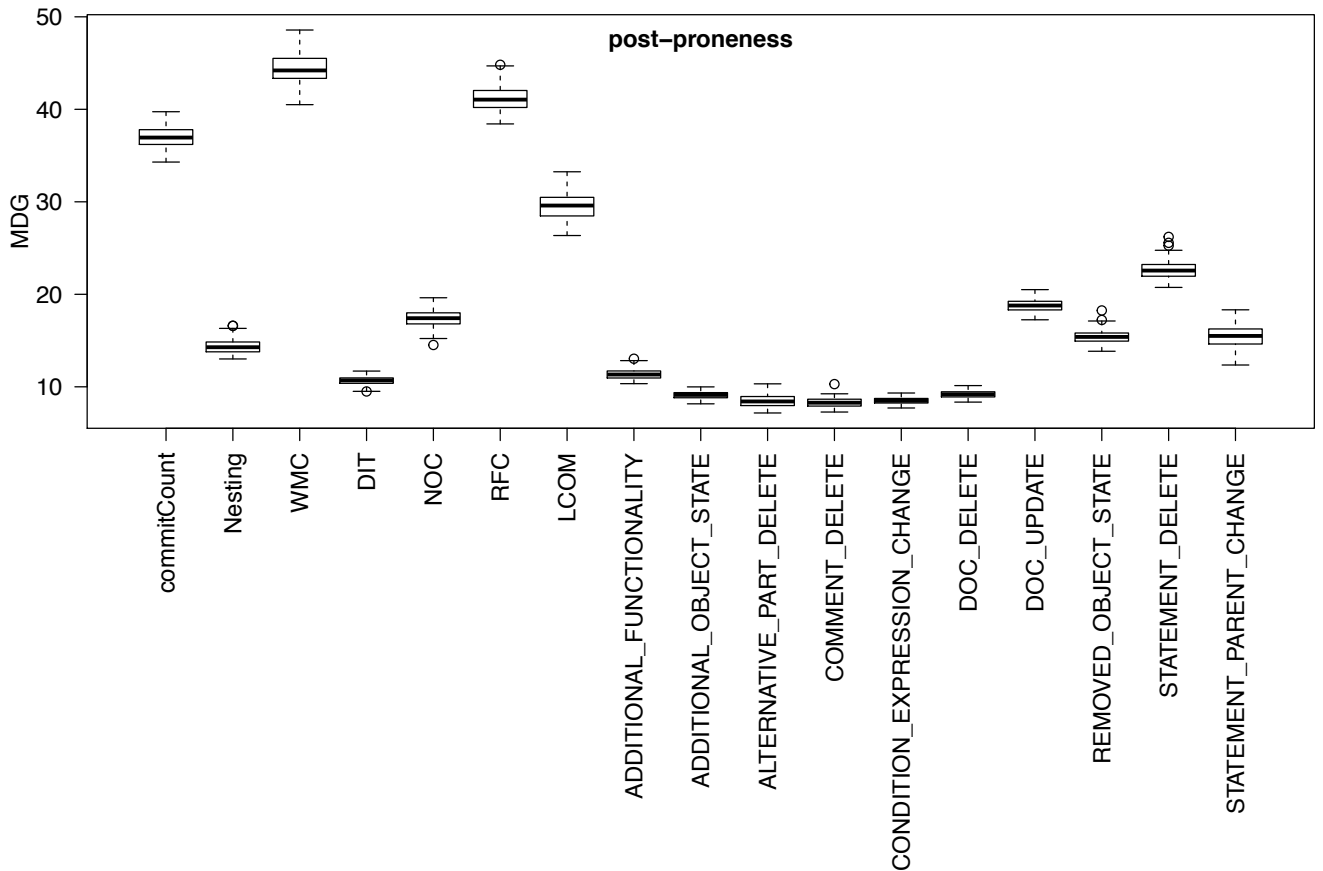 post−proneness
50
40
30
20
10
MDG
commitCount
Nesting
WMC
DIT
NOC
RFC
LCOM
ADDITIONAL_FUNCTIONALITY
ADDITIONAL_OBJECT_STATE
ALTERNATIVE_PART_DELETE
COMMENT_DELETE
CONDITION_EXPRESSION_CHANGE
DOC_DELETE
DOC_UPDATE
REMOVED_OBJECT_STATE
STATEMENT_DELETE
STATEMENT_PARENT_CHANGE